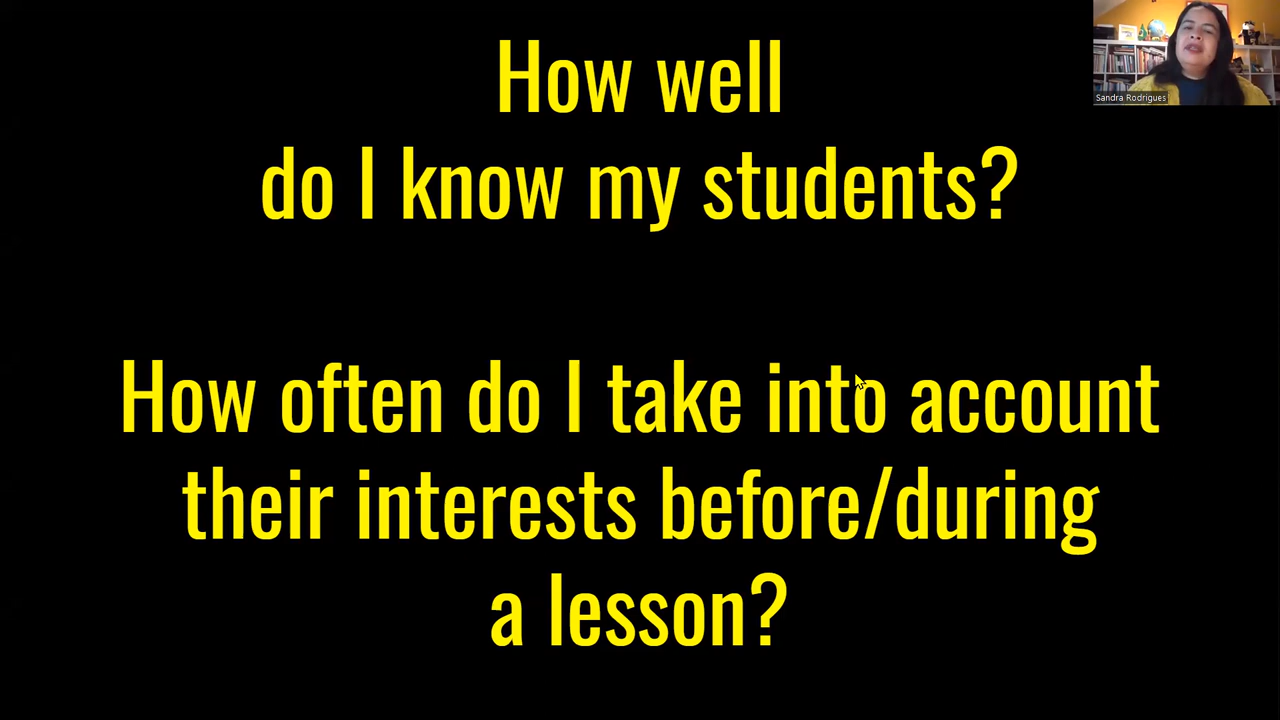 How well
do I know my students?
How often do I take into account
their interests before/during
a lesson?
Sandra Rodrigues